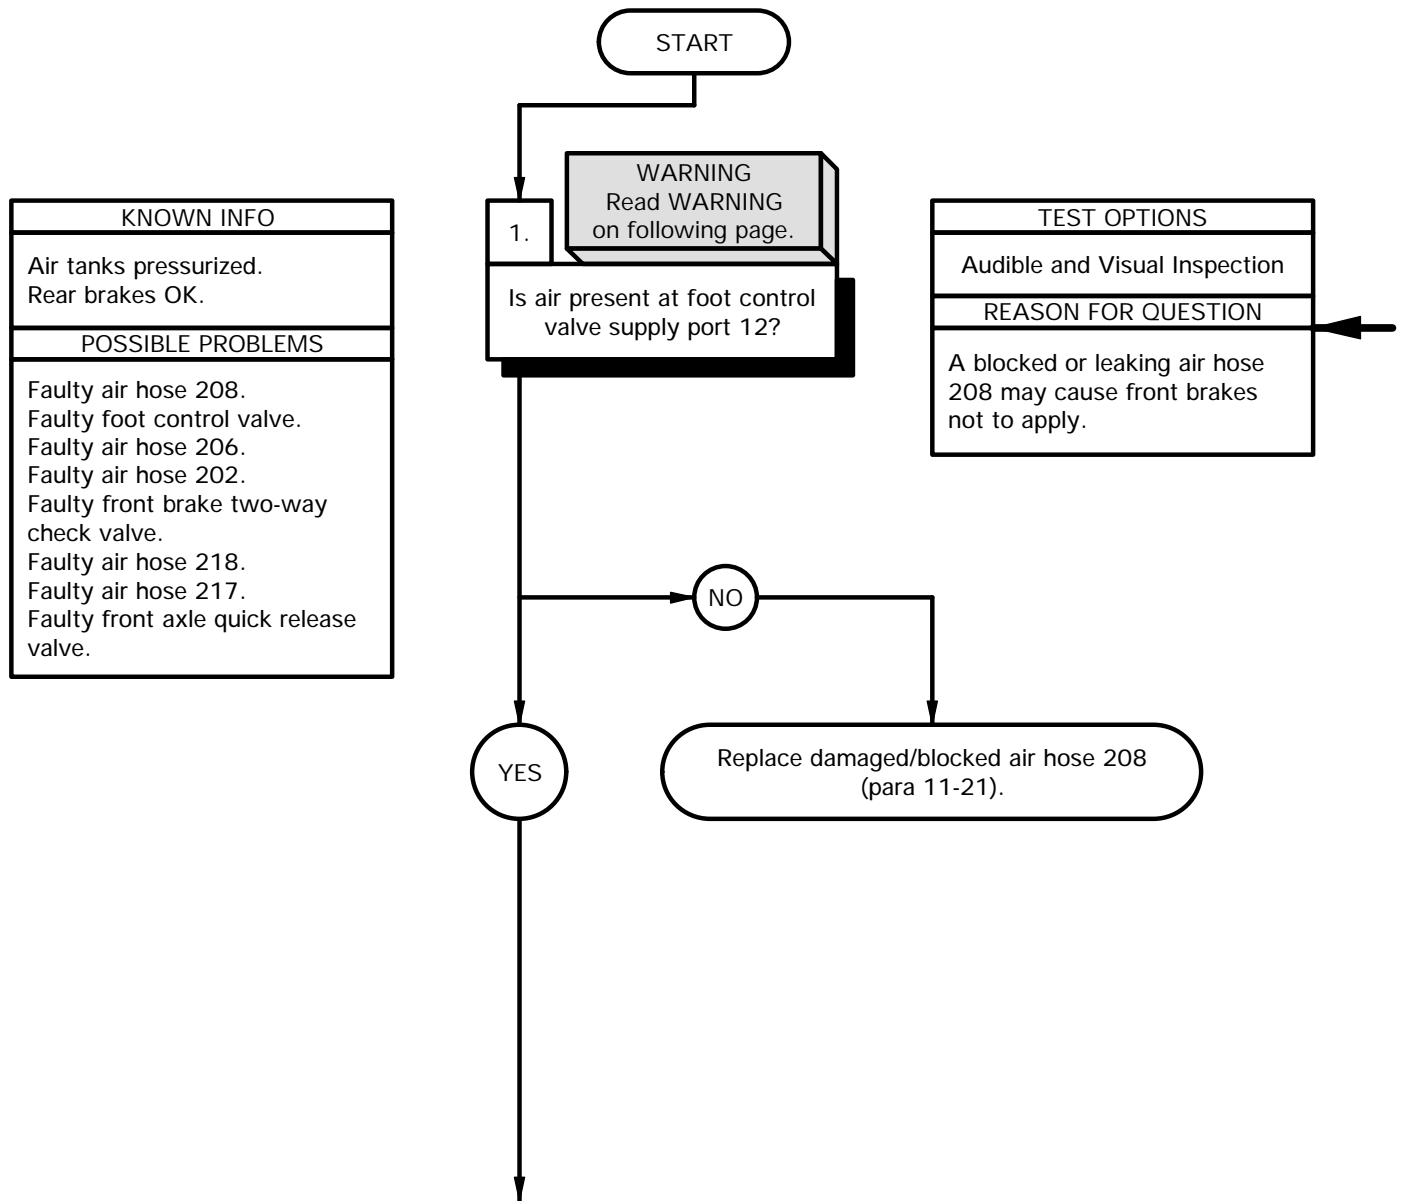 START
WARNING
Read WARNING
on following page.
1.
Is air present at foot control
valve supply port 12?
KNOWN INFO
Air tanks pressurized.
Rear brakes OK.
POSSIBLE PROBLEMS
Faulty air hose 208.
Faulty foot control valve.
Faulty air hose 206.
Faulty air hose 202.
Faulty front brake two-way
check valve.
Faulty air hose 218.
Faulty air hose 217.
Faulty front axle quick release
valve.
TEST OPTIONS
Audible and Visual Inspection
REASON FOR QUESTION
A blocked or leaking air hose
208 may cause front brakes
not to apply.
NO
YES
Replace damaged/blocked air hose 208
(para 11-21).